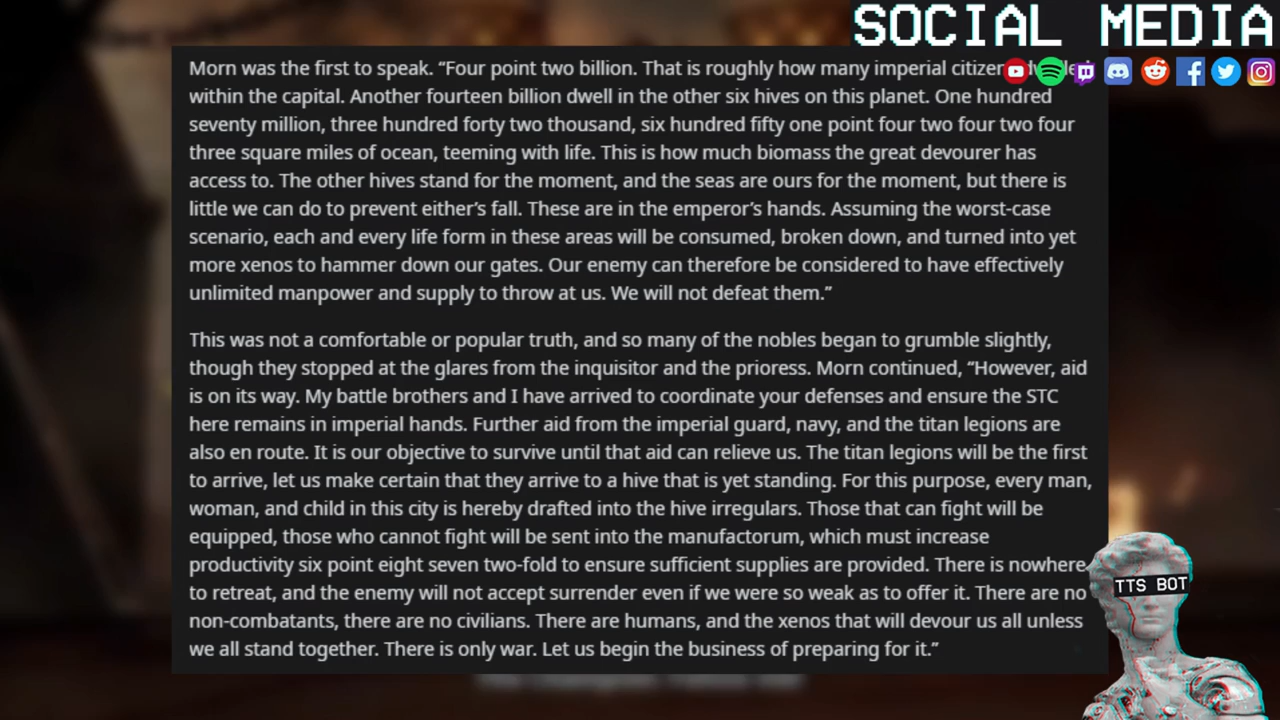 SOCIAL MEDIA
Morn was the first to speak. “Four point two billion. That is roughly how many imperial citizen
within the capital. Another fourteen billion dwell in the other six hives on this planet. One hundred
seventy million, three hundred forty two thousand, six hundred fifty one point four two four two four
three square miles of ocean, teeming with life. This is how much biomass the great devourer has
access to. The other hives stand for the moment, and the seas are ours for the moment, but there is
little we can do to prevent either’s fall. These are in the emperor’s hands. Assuming the worst-case
scenario, each and every life form in these areas will be consumed, broken down, and turned into yet
more xenos to hammer down our gates. Our enemy can therefore be considered to have effectively
unlimited manpower and supply to throw at us. We will not defeat them.”
This was not a comfortable or popular truth, and so many of the nobles began to grumble slightly,
though they stopped at the glares from the inquisitor and the prioress. Morn continued, “However, aid
is on its way. My battle brothers and I have arrived to coordinate your defenses and ensure the STC
here remains in imperial hands. Further aid from the imperial guard, navy, and the titan legions are
also en route. It is our objective to survive until that aid can relieve us. The titan legions will be the first
to arrive, let us make certain that they arrive to a hive that is yet standing. For this purpose, every man,
woman, and child in this city is hereby drafted into the hive irregulars. Those that can fight will be
equipped, those who cannot fight will be sent into the manufactorum, which must increase
productivity six point eight seven two-fold to ensure sufficient supplies are provided. There is nowhere
to retreat, and the enemy will not accept surrender even if we were so weak as to offer it. There are no
non-combatants, there are no civilians. There are humans, and the xenos that will devour us all unless
we all stand together. There is only war. Let us begin the business of preparing for it.”
TTS BOT